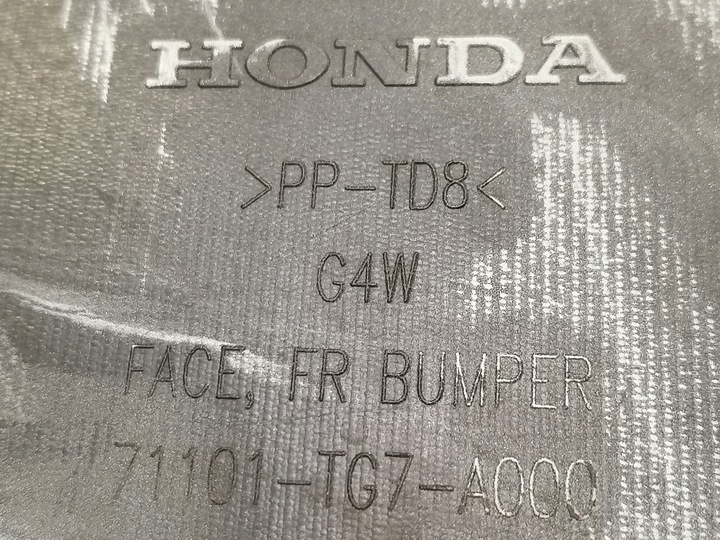 HONDA
>PP-TD8<
G4W
FACE, FR BUMPER
71101-TG7-A000